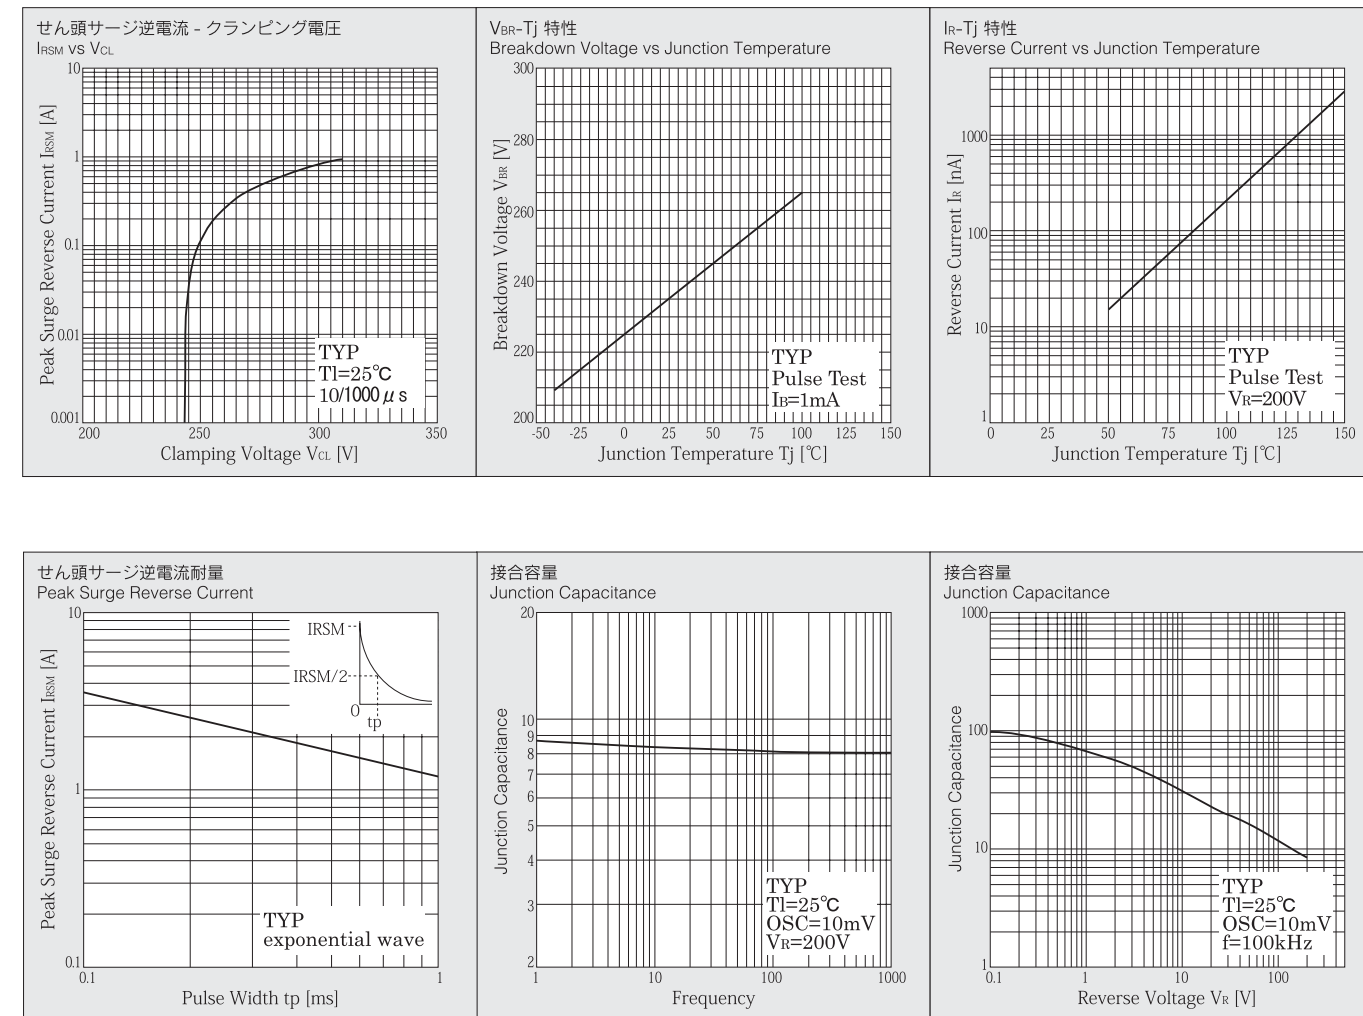 せん頭サージ逆電流 - クランピング電圧
IRSM vs VCL
Peak Surge Reverse Current IRSM [A]
10
1
0.1
0.01
0.001
TYP
Tl=25℃
10/1000μs
200 250 300 350
Clamping Voltage VCL [V]
VBR-Tj 特性
Breakdown Voltage vs Junction Temperature
Breakdown Voltage VBR [V]
300
280
260
240
220
200
TYP
Pulse Test
IB=1mA
-50 -25 0 25 50 75 100 125 150
Junction Temperature Tj [℃]
IR-Tj 特性
Reverse Current vs Junction Temperature
Reverse Current IR [nA]
1000
100
10
1
TYP
Pulse Test
VR=200V
0 25 50 75 100 125 150
Junction Temperature Tj [℃]
せん頭サージ逆電流耐量
Peak Surge Reverse Current
Peak Surge Reverse Current IRSM [A]
10
1
0.1
IRSM
IRSM/2
0
tp
TYP
exponential wave
0.1 1
Pulse Width tp [ms]
接合容量
Junction Capacitance
Junction Capacitance
20
10
9
8
7
6
5
4
3
2
TYP
Tl=25℃
OSC=10mV
VR=200V
1 10 100 1000
Frequency
接合容量
Junction Capacitance
Junction Capacitance
1000
100
10
1
TYP
Tl=25℃
OSC=10mV
f=100kHz
0.1 1 10 100
Reverse Voltage VR [V]